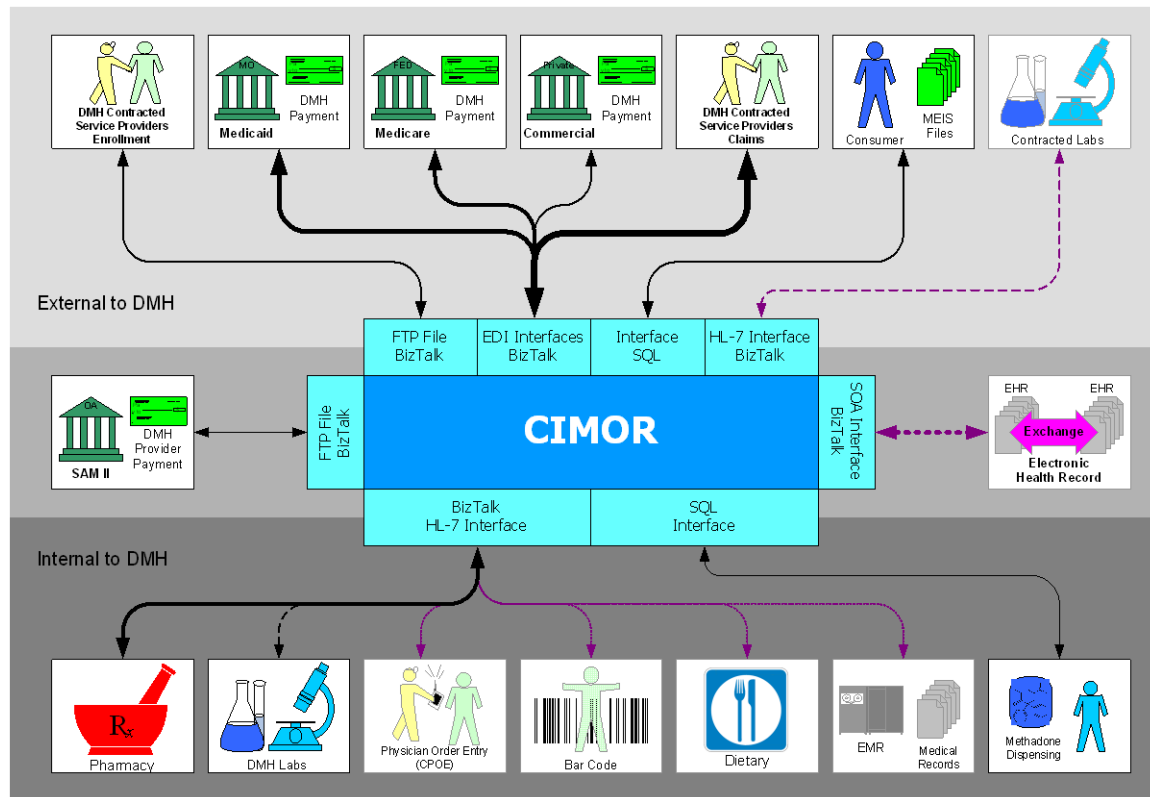 MO
DMH
Payment
Medicaid
DMH Contracted
Service Providers
Enrollment
FED
DMH
Payment
Medicare
Private
DMH
Payment
Commercial
DMH Contracted
Service Providers
Claims
Consumer
MEIS
Files
Contracted Labs
External to DMH
FTP File
BizTalk
EDI Interfaces
BizTalk
Interface
SQL
HL-7 Interface
BizTalk
OA
SAM II
DMH
Provider
Payment
FTP File
BizTalk
CIMOR
SOA Interface
BizTalk
EHR
EHR
Exchange
Electronic
Health Record
BizTalk
HL-7 Interface
SQL
Interface
Internal to DMH
Rx
Pharmacy
DMH Labs
Physician Order Entry
(CPOE)
Bar Code
Dietary
EMR
Medical
Records
Methadone
Dispensing